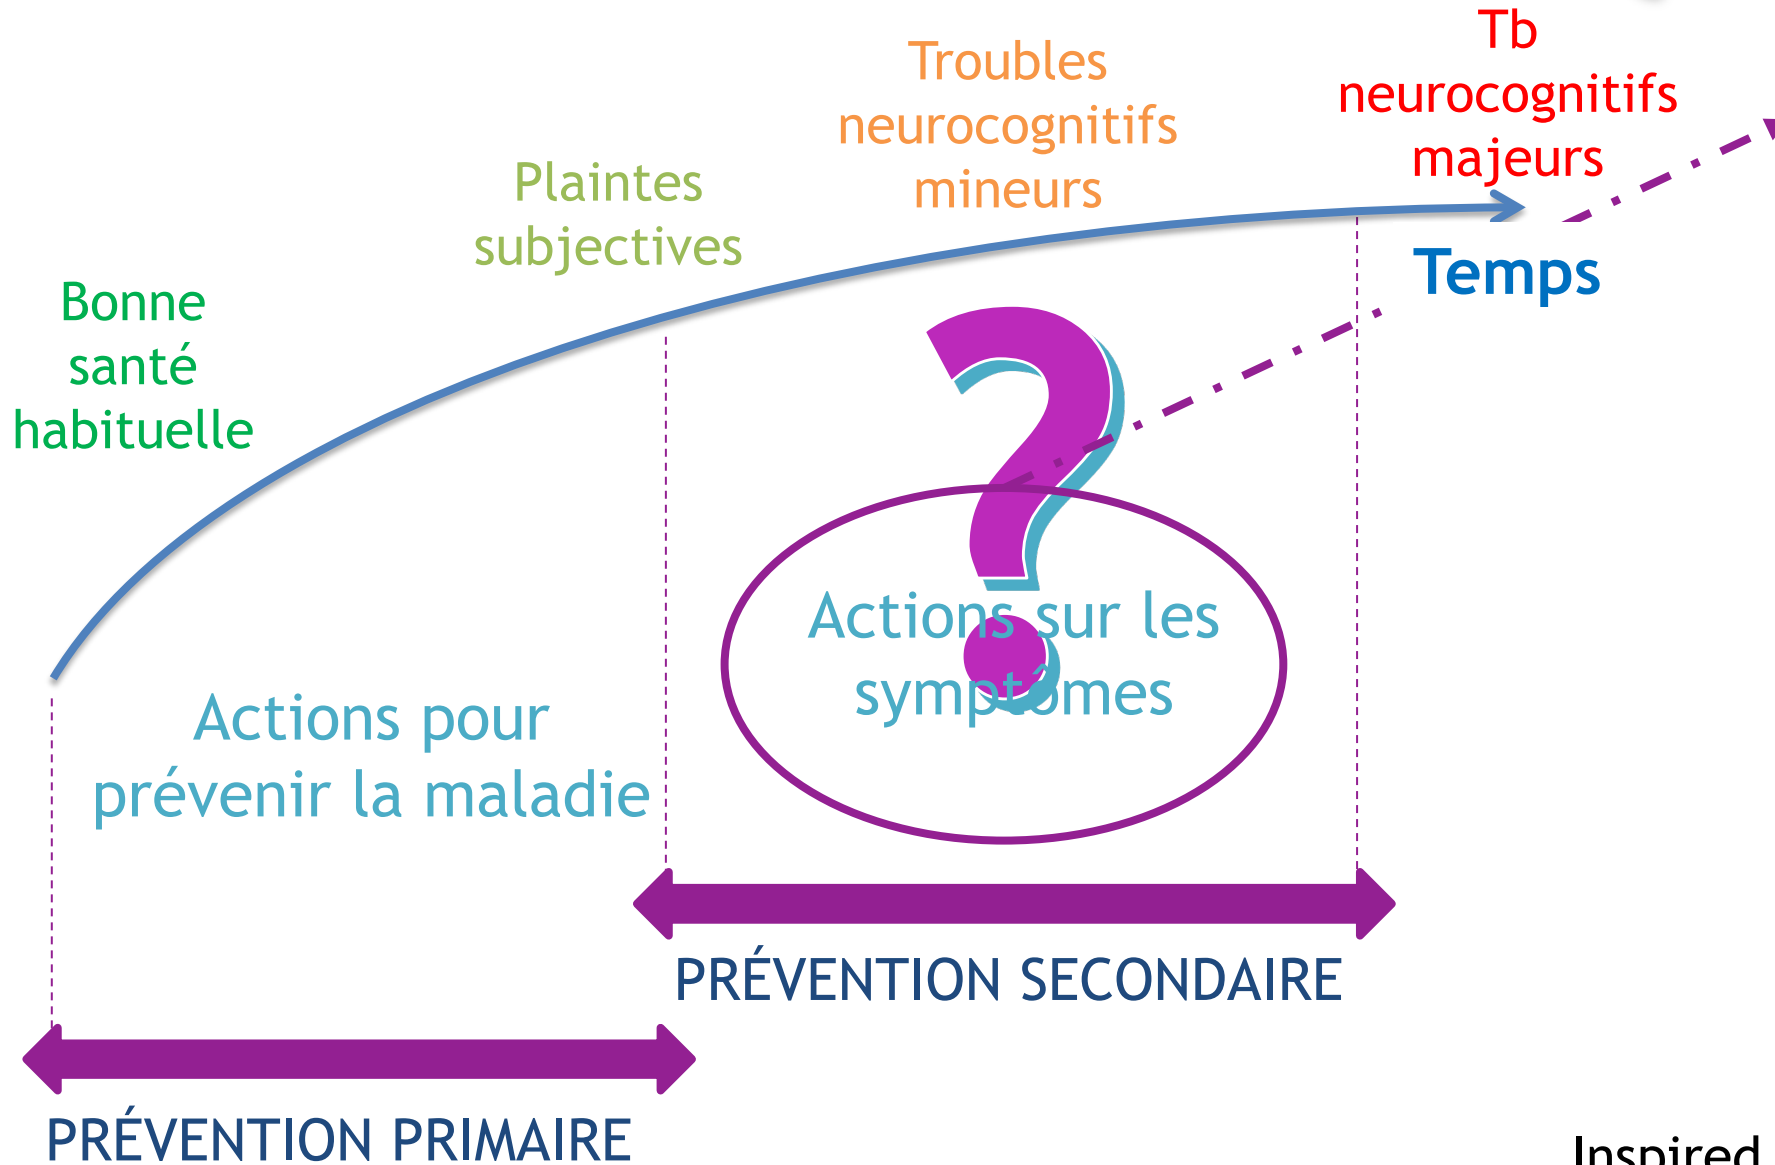 Tb
neurocognitifs
majeurs
Troubles
neurocognitifs
mineurs
Plaintes
subjectives
Bonne
santé
habituelle
Temps
?
Actions sur les
symptômes
Actions pour
prévenir la maladie
PRÉVENTION SECONDAIRE
PRÉVENTION PRIMAIRE
Inspired